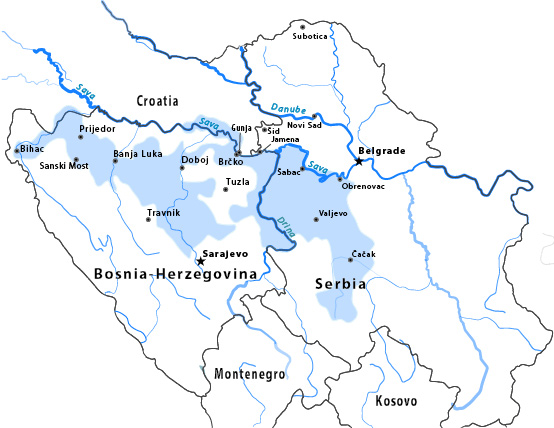 Subotica
Sava
Croatia
Danube
Novi Sad
Sava
Gunja
Šid
Jamena
Prijedor
Bihac
Sanski Most
Banja Luka
Doboj
Brčko
Belgrade
Sava
Sabac
Obrenovac
Tuzla
Travnik
Drina
Valjevo
Sarajevo
Čačak
Bosnia-Herzegovina
Serbia
Montenegro
Kosovo